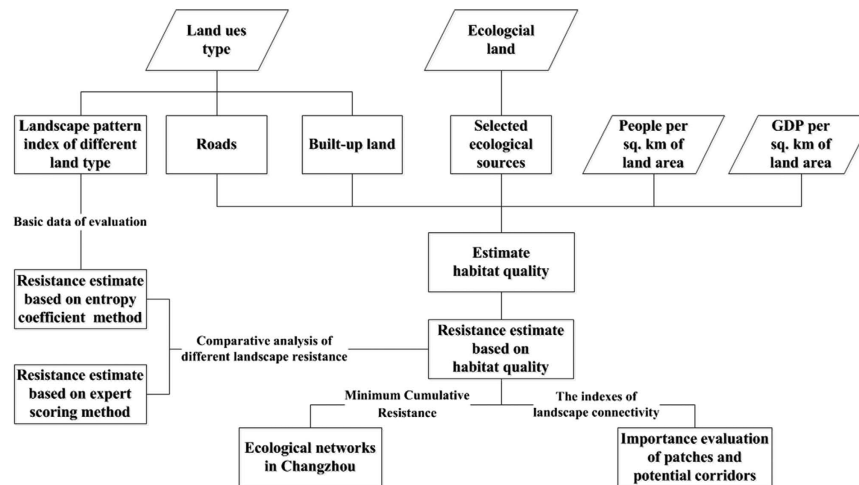 Land ues
type
Ecologcial
land
Landscape pattern
index of different
land type
Roads
Built-up land
Selected
ecological
sources
People per
sq. km of
land area
GDP per
sq. km of
land area
Basic data of evaluation
Estimate
habitat quality
Resistance estimate
based on entropy
coefficient method
Comparative analysis of
different landscape resistance
Resistance estimate
based on
habitat quality
Resistance estimate
based on expert
scoring method
Minimum Cumulative
Resistance
The indexes of
landscape connectivity
Ecological networks
in Changzhou
Importance evaluation
of patches and
potential corridors